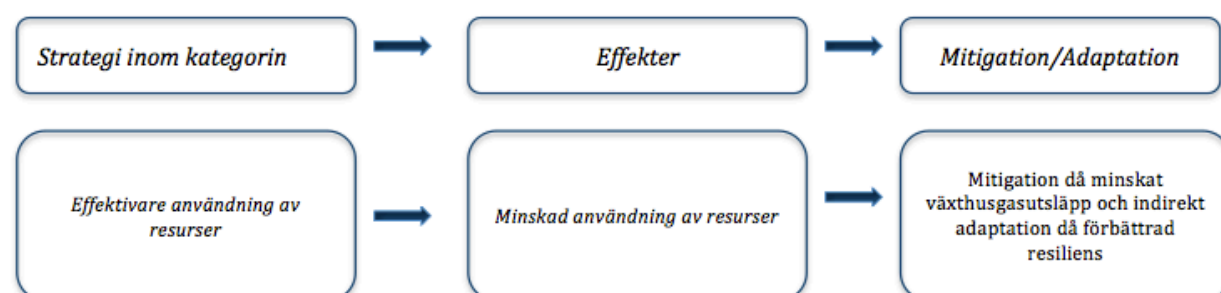 Strategi inom kategorin
Effekter
Mitigation/Adaptation
Effektivare användning av
resurser
Minskad användning av resurser
Mitigation då minskat
växthusgasutsläpp och indirekt
adaptation då förbättrad
resiliens